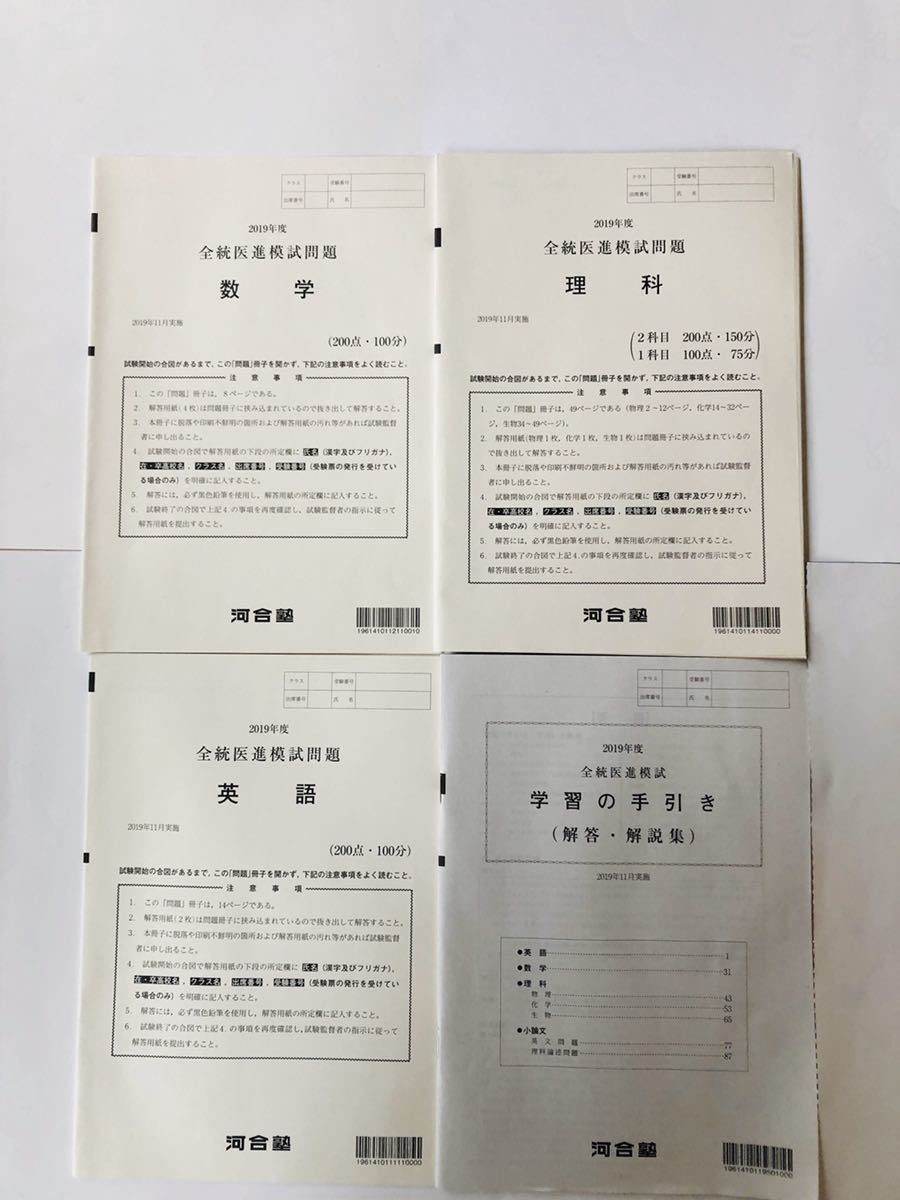 クラス 受験番号
出席番号 氏名
2019年度
全統医進模試問題
数学
2019年11月実施
(200点・100分)
試験開始の合図があるまで、この「問題」冊子を開かず、下記の注意事項をよく読むこと。
注意事項
1. この「問題」冊子は、8ページである。
2. 解答用紙(4枚)は問題冊子に挟み込まれているので抜き出して解答すること。
3. 本冊子に脱落や印刷不鮮明の箇所および解答用紙の汚れ等があれば試験監督
者に申し出ること。
4. 試験開始の合図で解答用紙の下段の所定欄に氏名(漢字及びフリガナ)、
在・卒高校名、クラス名、出席番号、受験番号(受験票の発行を受けてい
る場合のみ)を明確に記入すること。
5. 解答には、必ず黒色鉛筆を使用し、解答用紙の所定欄に記入すること。
6. 試験終了の合図で上記4.の事項を再度確認し、試験監督者の指示に従って
解答用紙を提出すること。
河合塾
1961410112110010
クラス 受験番号
出席番号 氏名
2019年度
全統医進模試問題
理科
2019年11月実施
2科目 200点・150分
1科目 100点・75分
試験開始の合図があるまで、この「問題」冊子を開かず、下記の注意事項をよく読むこと。
注意事項
1. この「問題」冊子は、49ページである(物理2~12ページ、化学14~32ペー
ジ、生物34~49ページ)。
2. 解答用紙(物理1枚、化学1枚、生物1枚)は問題冊子に挟み込まれているの
で抜き出して解答すること。
3. 本冊子に脱落や印刷不鮮明の箇所および解答用紙の汚れ等があれば試験監督
者に申し出ること。
4. 試験開始の合図で解答用紙の下段の所定欄に氏名(漢字及びフリガナ)、
在・卒高校名、クラス名、出席番号、受験番号(受験票の発行を受けてい
る場合のみ)を明確に記入すること。
5. 解答には、必ず黒色鉛筆を使用し、解答用紙の所定欄に記入すること。
6. 試験終了の合図で上記4.の事項を再度確認し、試験監督者の指示に従って
解答用紙を提出すること。
河合塾
1961410114110000
クラス 受験番号
出席番号 氏名
2019年度
全統医進模試問題
英語
2019年11月実施
(200点・100分)
試験開始の合図があるまで、この「問題」冊子を開かず、下記の注意事項をよく読むこと。
注意事項
1. この「問題」冊子は、14ページである。
2. 解答用紙(2枚)は問題冊子に挟み込まれているので抜き出して解答すること。
3. 本冊子に脱落や印刷不鮮明の箇所および解答用紙の汚れ等があれば試験監督
者に申し出ること。
4. 試験開始の合図で解答用紙の下段の所定欄に氏名(漢字及びフリガナ)、
在・卒高校名、クラス名、出席番号、受験番号(受験票の発行を受けてい
る場合のみ)を明確に記入すること。
5. 解答には、必ず黒色鉛筆を使用し、解答用紙の所定欄に記入すること。
6. 試験終了の合図で上記4.の事項を再度確認し、試験監督者の指示に従って
解答用紙を提出すること。
河合塾
1961410111110000
クラス 受験番号
出席番号 氏名
2019年度
全統医進模試
学習の手引き
(解答・解説集)
2019年11月実施
●英語 1
●数学 31
●理科
物理 43
化学 53
生物 65
●小論文
英文問題 77
理科論述問題 87
河合塾
1961410119501000